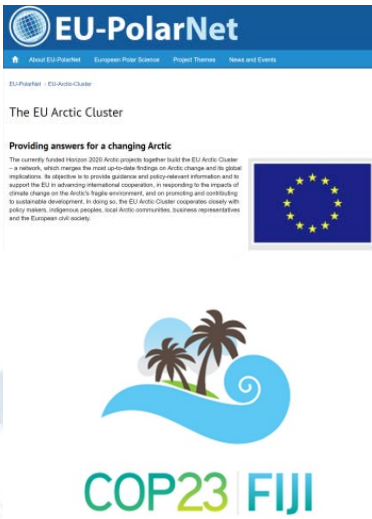 EU-PolarNet
About EU-PolarNet European Polar Science Project Themes News and Events
EU-PolarNet › EU-Arctic-Cluster
The EU Arctic Cluster
Providing answers for a changing Arctic
The currently funded Horizon 2020 Arctic projects together build the EU Arctic Cluster
– a network, which merges the most up-to-date findings on Arctic change and its global
implications. Its objective is to provide guidance and policy-relevant information and to
support the EU in advancing international cooperation, in responding to the impacts of
climate change on the Arctic's fragile environment, and on promoting and contributing
to sustainable development. In doing so, the EU Arctic Cluster cooperates closely with
policy makers, indigenous peoples, local Arctic communities, business representatives
and the European civil society.
COP23 FIJI